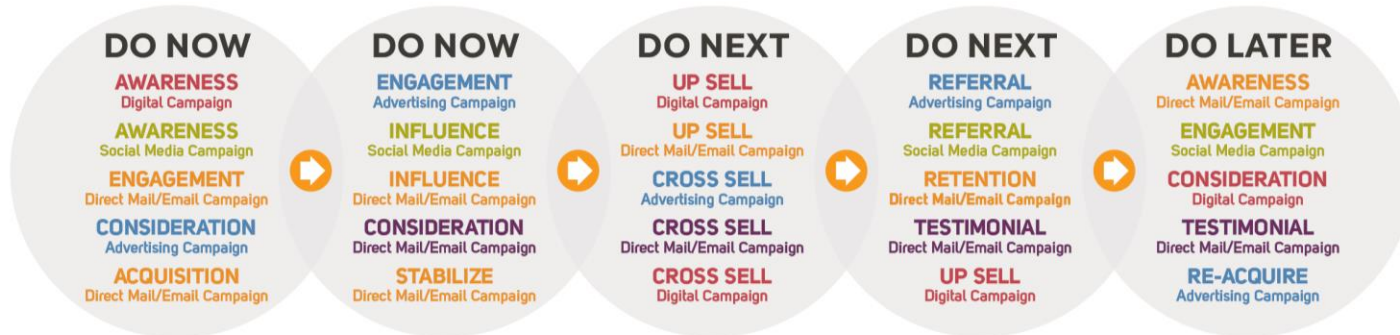 DO NOW
AWARENESS
Digital Campaign
AWARENESS
Social Media Campaign
ENGAGEMENT
Direct Mail/Email Campaign
CONSIDERATION
Advertising Campaign
ACQUISITION
Direct Mail/Email Campaign
DO NOW
ENGAGEMENT
Advertising Campaign
INFLUENCE
Social Media Campaign
INFLUENCE
Direct Mail/Email Campaign
CONSIDERATION
Direct Mail/Email Campaign
STABILIZE
Direct Mail/Email Campaign
DO NEXT
UP SELL
Digital Campaign
UP SELL
Direct Mail/Email Campaign
CROSS SELL
Advertising Campaign
CROSS SELL
Direct Mail/Email Campaign
CROSS SELL
Digital Campaign
DO NEXT
REFERRAL
Advertising Campaign
REFERRAL
Social Media Campaign
RETENTION
Direct Mail/Email Campaign
TESTIMONIAL
Direct Mail/Email Campaign
UP SELL
Digital Campaign
DO LATER
AWARENESS
Direct Mail/Email Campaign
ENGAGEMENT
Social Media Campaign
CONSIDERATION
Digital Campaign
TESTIMONIAL
Direct Mail/Email Campaign
RE-ACQUIRE
Advertising Campaign